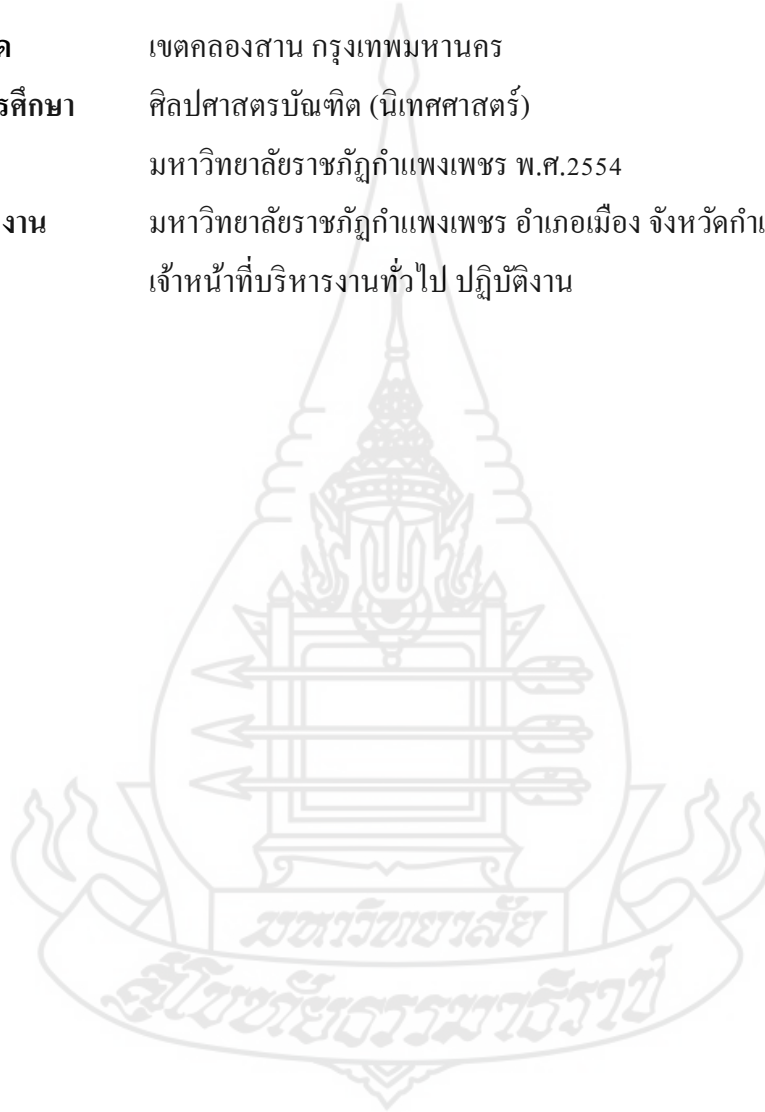 ด เขตคลองสาน กรุงเทพมหานคร
รศึกษา ศิลปศาสตรบัณฑิต (นิเทศศาสตร์)
มหาวิทยาลัยราชภัฏกำแพงเพชร พ.ศ.2554
งาน มหาวิทยาลัยราชภัฏกำแพงเพชร อำเภอเมือง จังหวัดกำแ
เจ้าหน้าที่บริหารงานทั่วไป ปฏิบัติงาน
มหาวิทยาลัย
สุโขทัยธรรมาธิราช